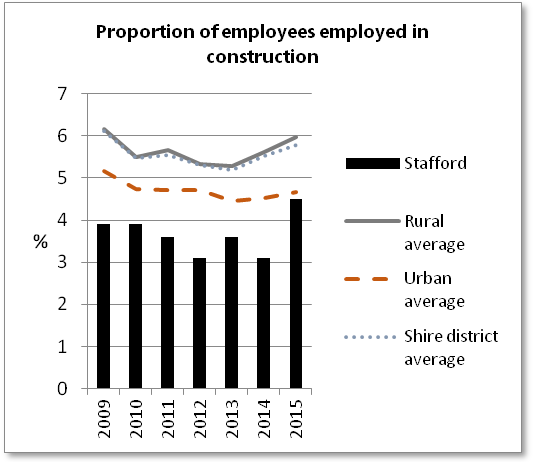 Proportion of employees employed in
construction
7
6
5
4
3
2
1
0
%
2009
2010
2011
2012
2013
2014
2015
Stafford
Rural
average
Urban
average
Shire district
average